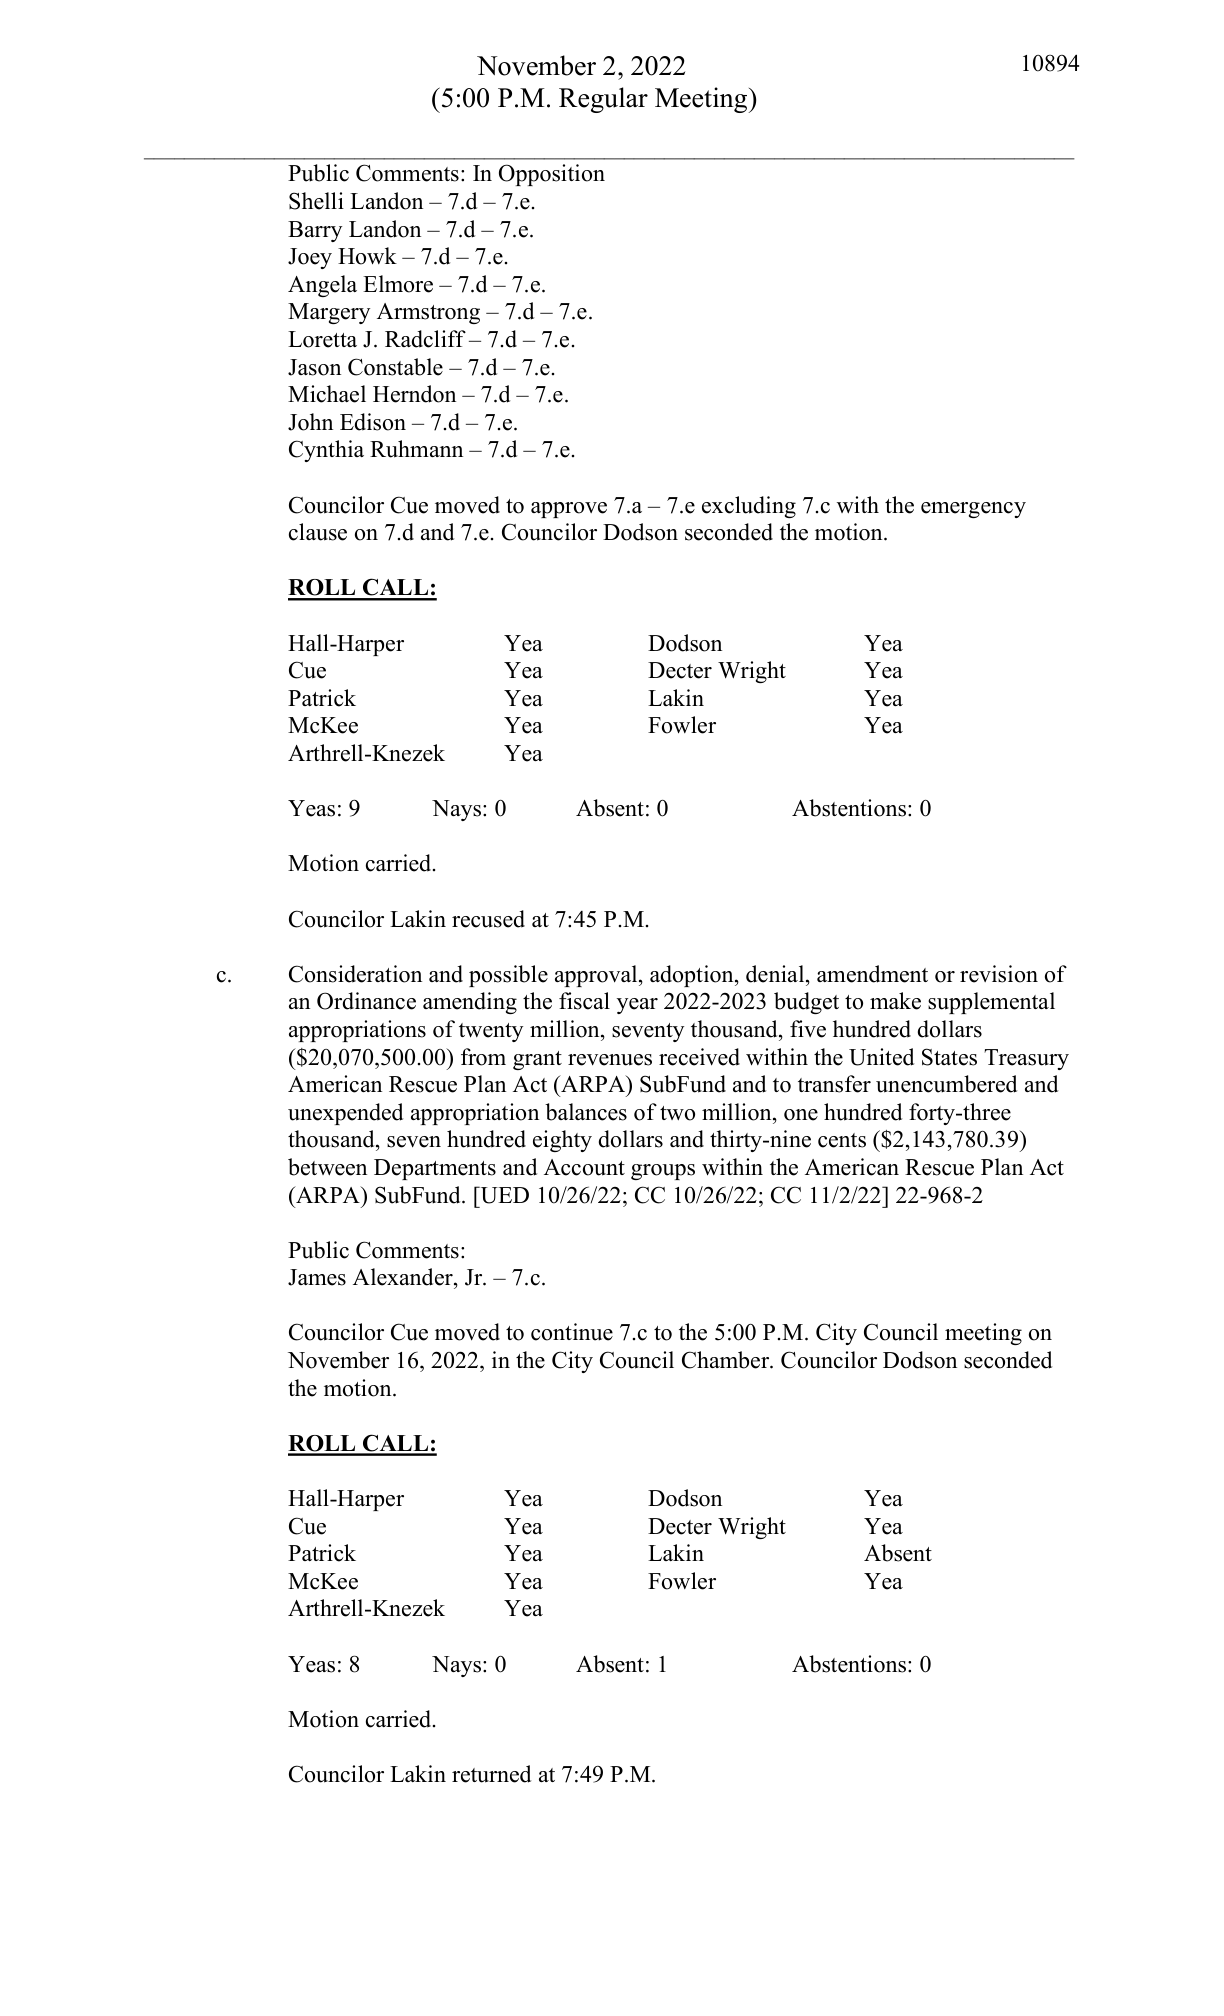 November 2, 2022
10894
(5:00 P.M. Regular Meeting)
Public Comments: In Opposition
Shelli Landon – 7.d – 7.e.
Barry Landon – 7.d – 7.e.
Joey Howk – 7.d – 7.e.
Angela Elmore – 7.d – 7.e.
Margery Armstrong – 7.d – 7.e.
Loretta J. Radcliff – 7.d – 7.e.
Jason Constable – 7.d – 7.e.
Michael Herndon – 7.d – 7.e.
John Edison – 7.d – 7.e.
Cynthia Ruhmann – 7.d – 7.e.
Councilor Cue moved to approve 7.a – 7.e excluding 7.c with the emergency
clause on 7.d and 7.e. Councilor Dodson seconded the motion.
ROLL CALL:
Hall-Harper Yea Dodson Yea
Cue Yea Decter Wright Yea
Patrick Yea Lakin Yea
McKee Yea Fowler Yea
Arthrell-Knezek Yea
Yeas: 9 Nays: 0 Absent: 0 Abstentions: 0
Motion carried.
Councilor Lakin recused at 7:45 P.M.
c. Consideration and possible approval, adoption, denial, amendment or revision of
an Ordinance amending the fiscal year 2022-2023 budget to make supplemental
appropriations of twenty million, seventy thousand, five hundred dollars
($20,070,500.00) from grant revenues received within the United States Treasury
American Rescue Plan Act (ARPA) SubFund and to transfer unencumbered and
unexpended appropriation balances of two million, one hundred forty-three
thousand, seven hundred eighty dollars and thirty-nine cents ($2,143,780.39)
between Departments and Account groups within the American Rescue Plan Act
(ARPA) SubFund. [UED 10/26/22; CC 10/26/22; CC 11/2/22] 22-968-2
Public Comments:
James Alexander, Jr. – 7.c.
Councilor Cue moved to continue 7.c to the 5:00 P.M. City Council meeting on
November 16, 2022, in the City Council Chamber. Councilor Dodson seconded
the motion.
ROLL CALL:
Hall-Harper Yea Dodson Yea
Cue Yea Decter Wright Yea
Patrick Yea Lakin Absent
McKee Yea Fowler Yea
Arthrell-Knezek Yea
Yeas: 8 Nays: 0 Absent: 1 Abstentions: 0
Motion carried.
Councilor Lakin returned at 7:49 P.M.